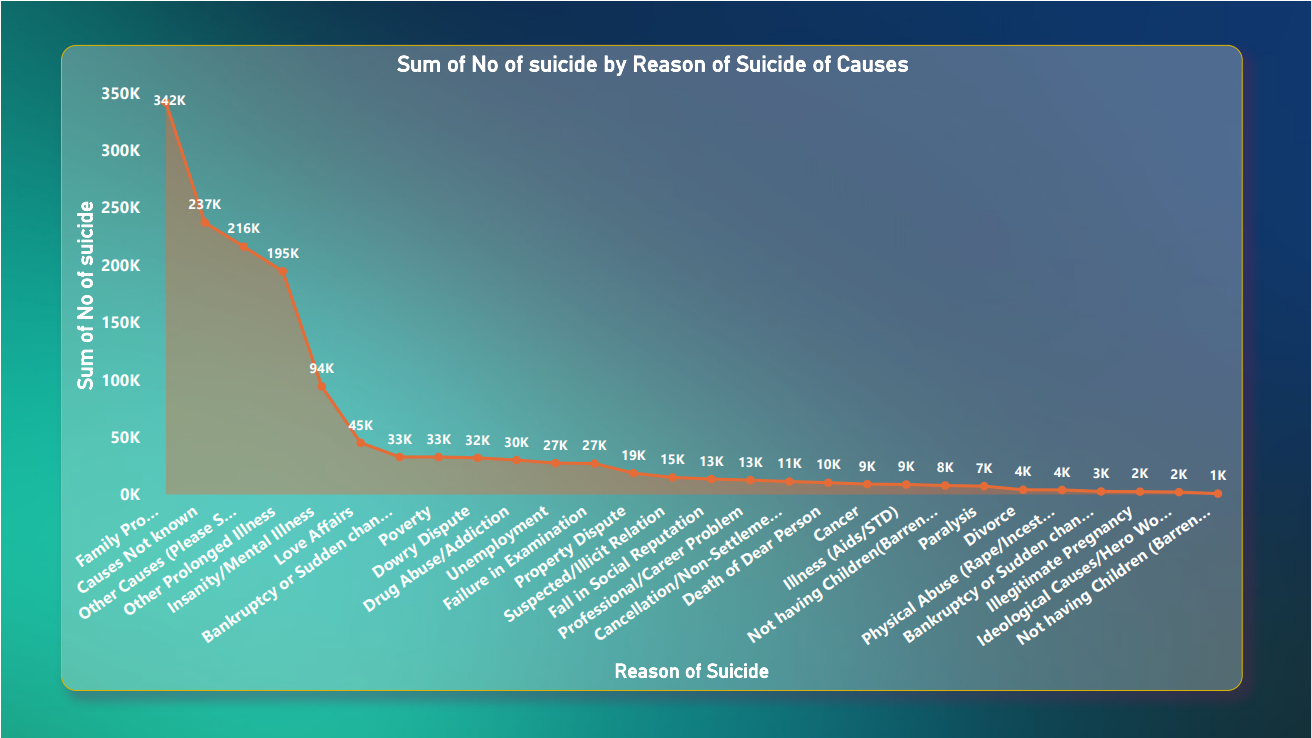 Sum of No of suicide by Reason of Suicide of Causes
Sum of No of suicide
350K
300K
250K
200K
150K
100K
50K
0K
342K
237K
216K
195K
94K
45K
33K
33K
32K
30K
27K
27K
19K
15K
13K
13K
11K
10K
9K
9K
8K
7K
4K
4K
3K
2K
2K
1K
Family Pro...
Causes Not known
Other Causes (Please S...
Other Prolonged Illness
Insanity/Mental Illness
Love Affairs
Bankruptcy or Sudden chan...
Poverty
Dowry Dispute
Drug Abuse/Addiction
Unemployment
Failure in Examination
Property Dispute
Suspected/Illicit Relation
Fall in Social Reputation
Professional/Career Problem
Cancellation/Non-Settleme...
Death of Dear Person
Cancer
Illness (Aids/STD)
Not having Children(Barren...
Paralysis
Divorce
Physical Abuse (Rape/Incest...
Bankruptcy or Sudden chan...
Illegitimate Pregnancy
Ideological Causes/Hero Wo...
Not having Children (Barren...
Reason of Suicide